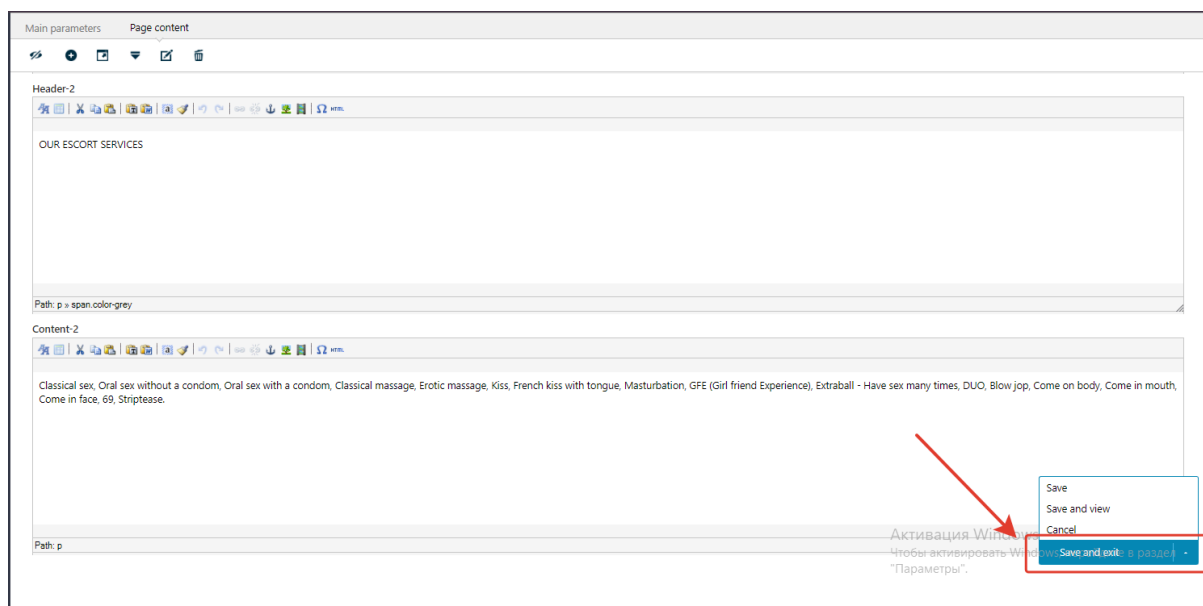 Main parameters Page content
Header-2
HTML
OUR ESCORT SERVICES
Path: p » span.color-grey
Content-2
HTML
Classical sex, Oral sex without a condom, Oral sex with a condom, Classical massage, Erotic massage, Kiss, French kiss with tongue, Masturbation, GFE (Girl friend Experience), Extraball - Have sex many times, DUO, Blow jop, Come on body, Come in mouth,
Come in face, 69, Striptease.
Save
Save and view
Cancel
Save and exit
Path: p
Активация Windows
Чтобы активировать Windows, в раздел
"Параметры".